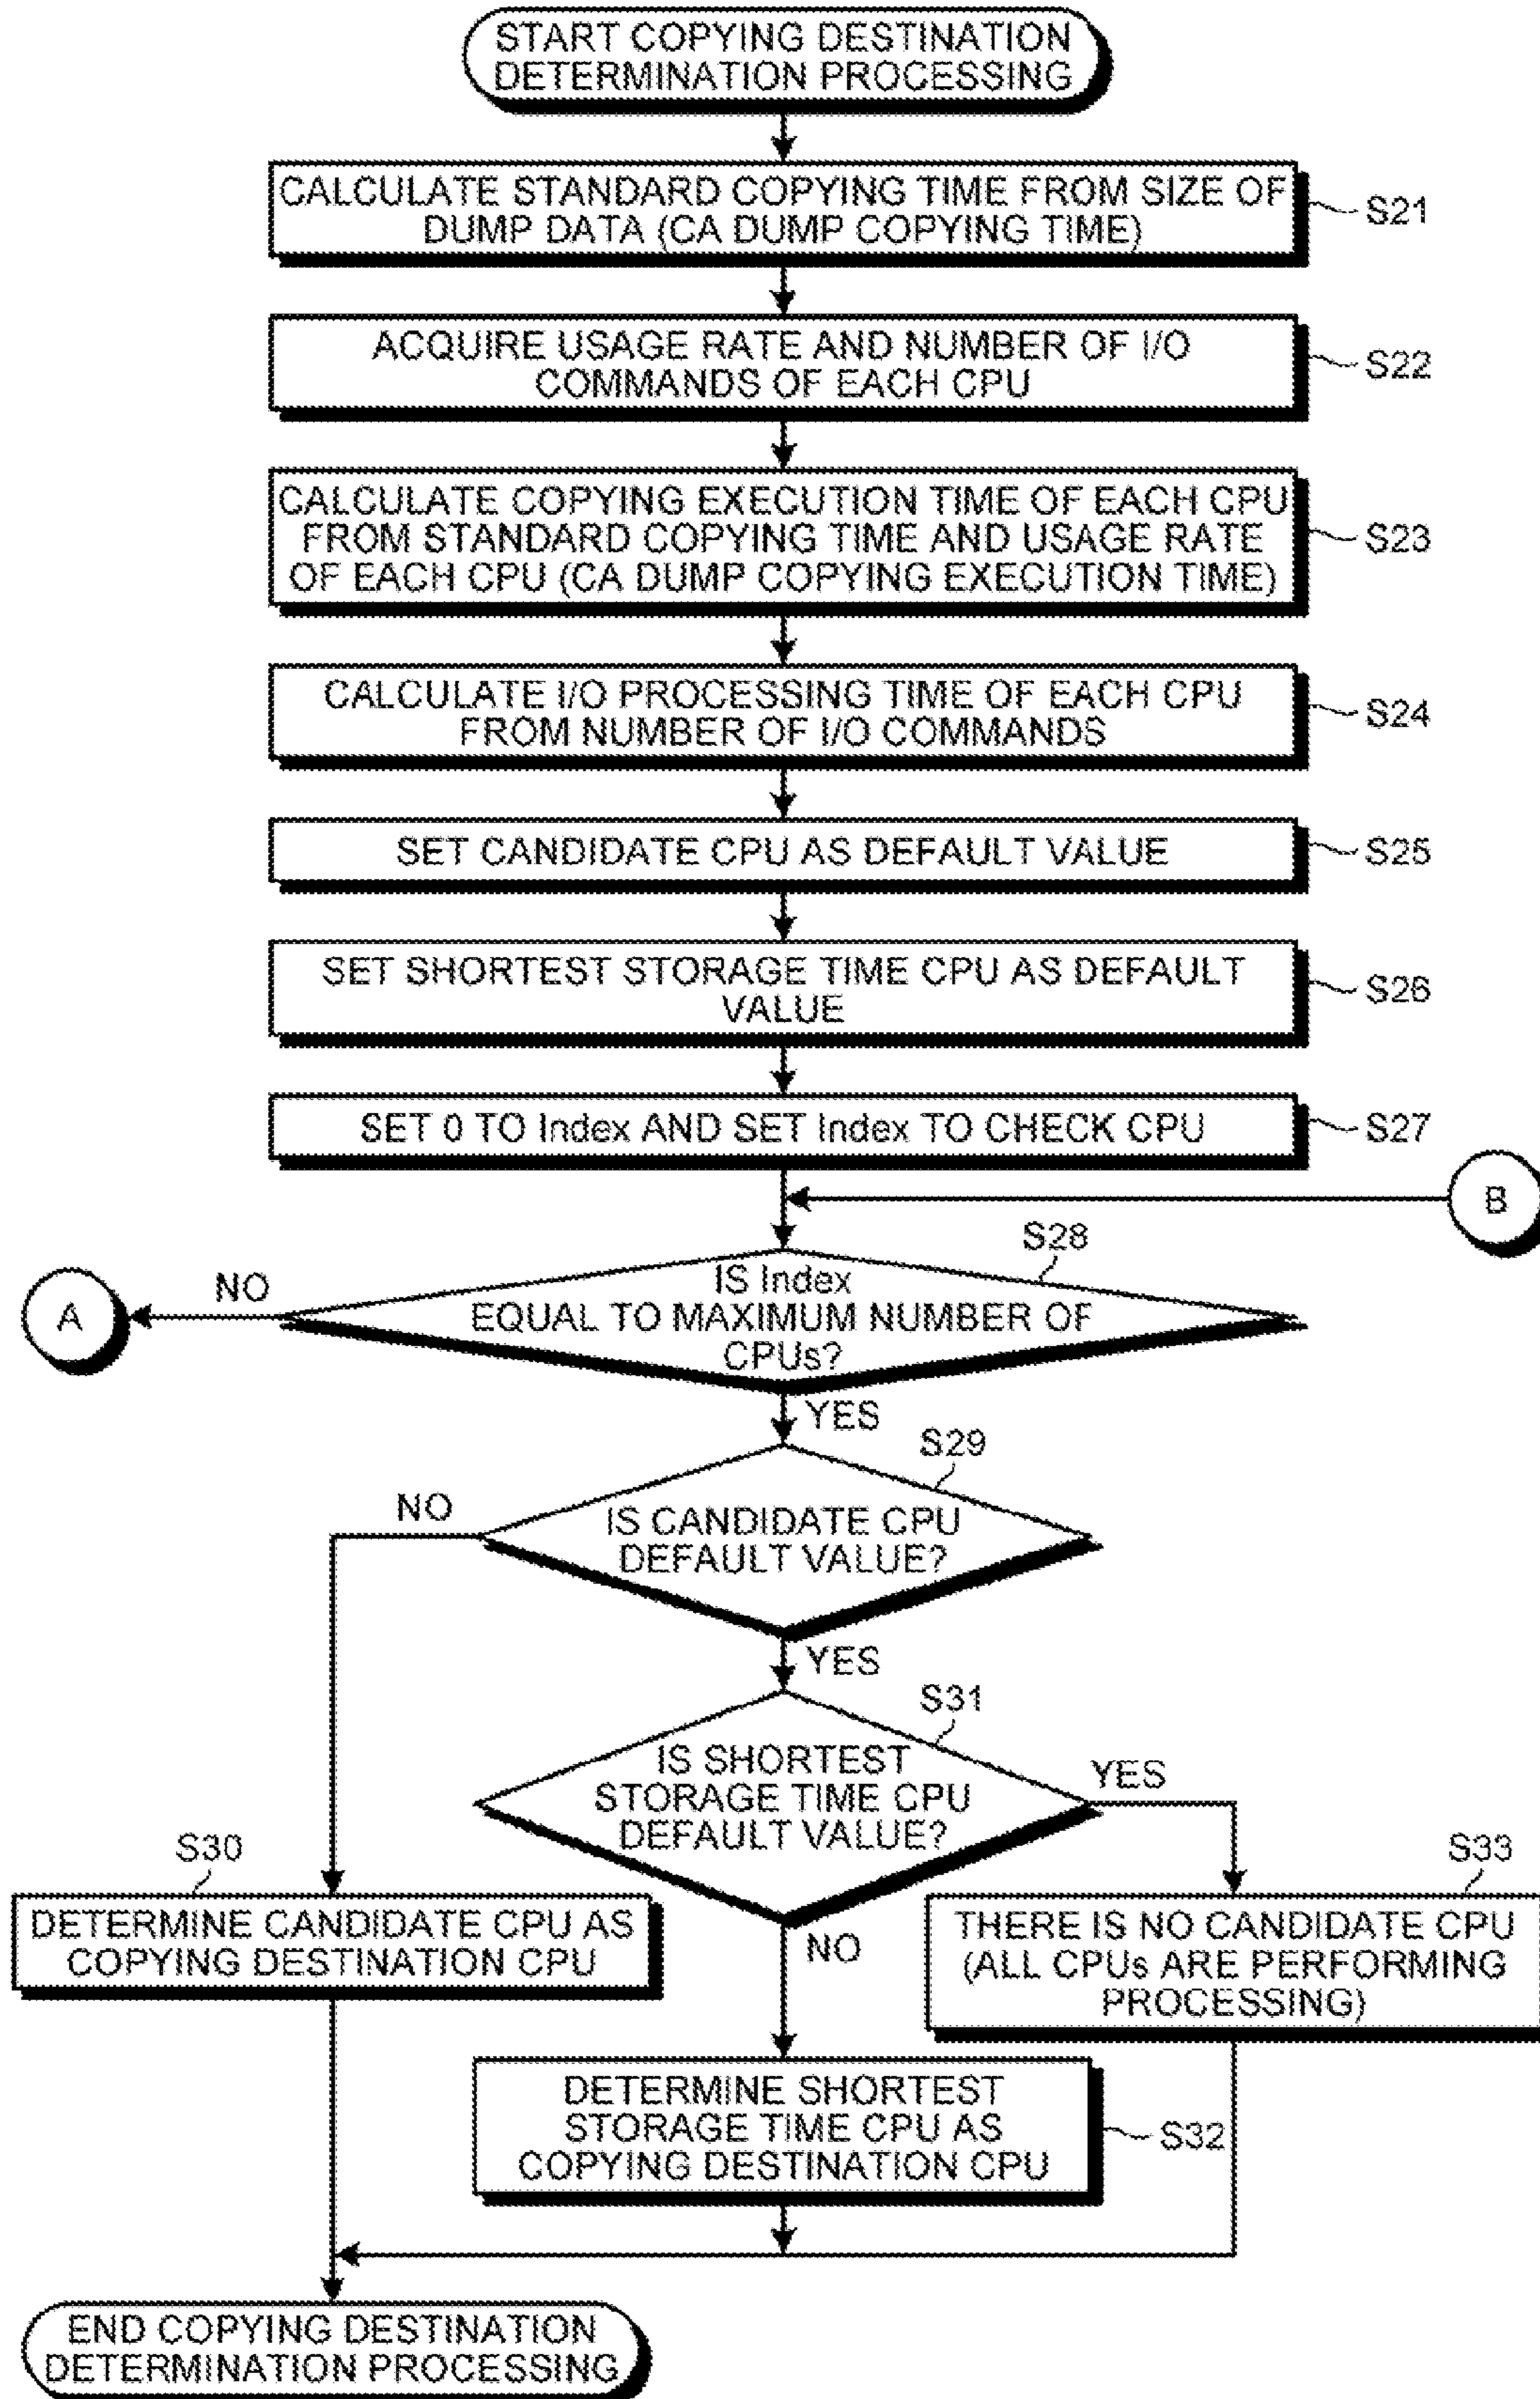 START COPYING DESTINATION
DETERMINATION PROCESSING
CALCULATE STANDARD COPYING TIME FROM SIZE OF
DUMP DATA (CA DUMP COPYING TIME)
S21
ACQUIRE USAGE RATE AND NUMBER OF I/O
COMMANDS OF EACH CPU
S22
CALCULATE COPYING EXECUTION TIME OF EACH CPU
FROM STANDARD COPYING TIME AND USAGE RATE
OF EACH CPU (CA DUMP COPYING EXECUTION TIME)
S23
CALCULATE I/O PROCESSING TIME OF EACH CPU
FROM NUMBER OF I/O COMMANDS
S24
SET CANDIDATE CPU AS DEFAULT VALUE
S25
SET SHORTEST STORAGE TIME CPU AS DEFAULT
VALUE
S26
SET 0 TO Index AND SET Index TO CHECK CPU
S27
B
S28
IS Index
EQUAL TO MAXIMUM NUMBER OF
CPUs?
NO
A
YES
S29
IS CANDIDATE CPU
DEFAULT VALUE?
NO
YES
S31
IS SHORTEST
STORAGE TIME CPU
DEFAULT VALUE?
YES
NO
S30
DETERMINE CANDIDATE CPU AS
COPYING DESTINATION CPU
S33
THERE IS NO CANDIDATE CPU
(ALL CPUs ARE PERFORMING
PROCESSING)
DETERMINE SHORTEST
STORAGE TIME CPU AS
COPYING DESTINATION CPU
S32
END COPYING DESTINATION
DETERMINATION PROCESSING